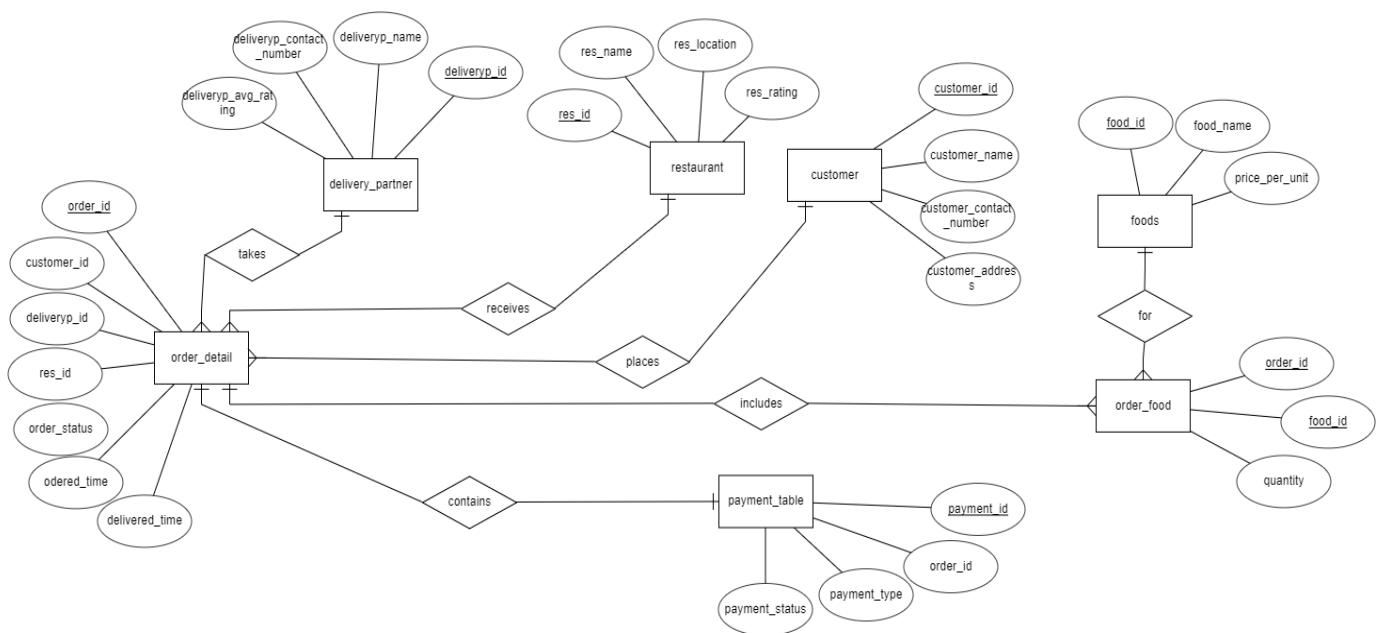 deliveryp_contact
_number
deliveryp_name
deliveryp_id
deliveryp_avg_ra
ting
delivery_partner
res_name
res_location
res_rating
res_id
restaurant
customer_id
customer_name
customer_contact
_number
customer_addres
s
customer
food_id
food_name
price_per_unit
foods
order_id
customer_id
deliveryp_id
res_id
order_status
odered_time
delivered_time
order_detail
takes
receives
places
includes
for
contains
order_food
order_id
food_id
quantity
payment_table
payment_id
order_id
payment_type
payment_status